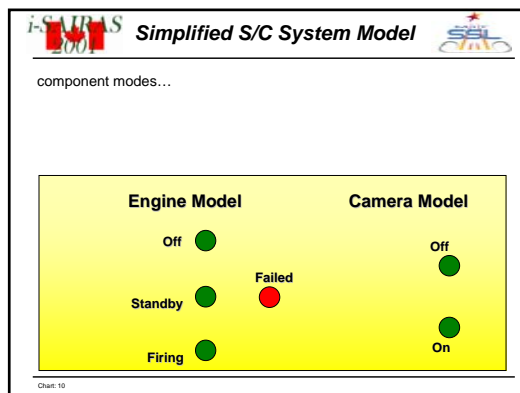 i-SAIRAS
2001
Simplified S/C System Model
SSL
component modes…
Engine Model
Camera Model
Off
Off
Failed
Standby
On
Firing
Chart: 10